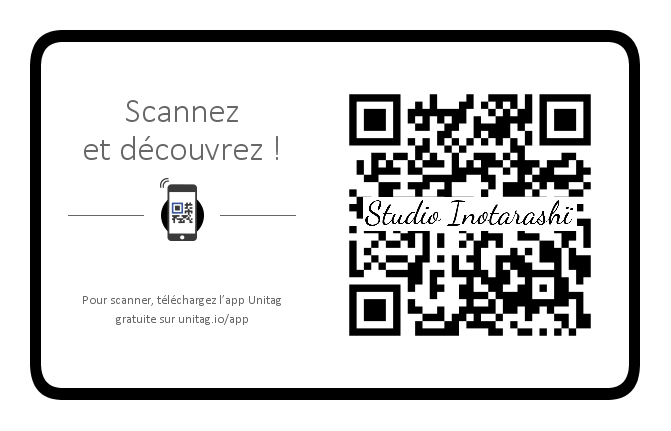 Scannez
et découvrez !
Pour scanner, téléchargez l'app Unitag
gratuite sur unitag.io/app
Studio Inotarashï